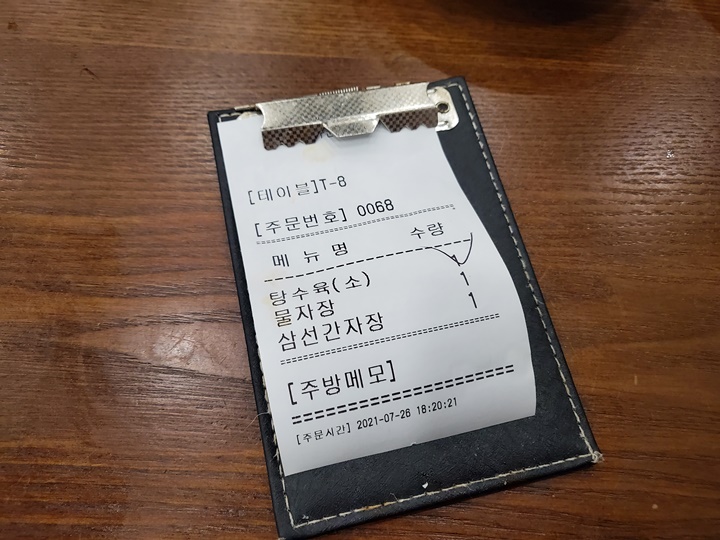 [테이블]T-8
[주문번호] 0068
메 뉴 명 수량
탕수육(소) 1
물자장 1
삼선간자장 1
[주방메모]
[주문시간] 2021-07-26 18:20:21